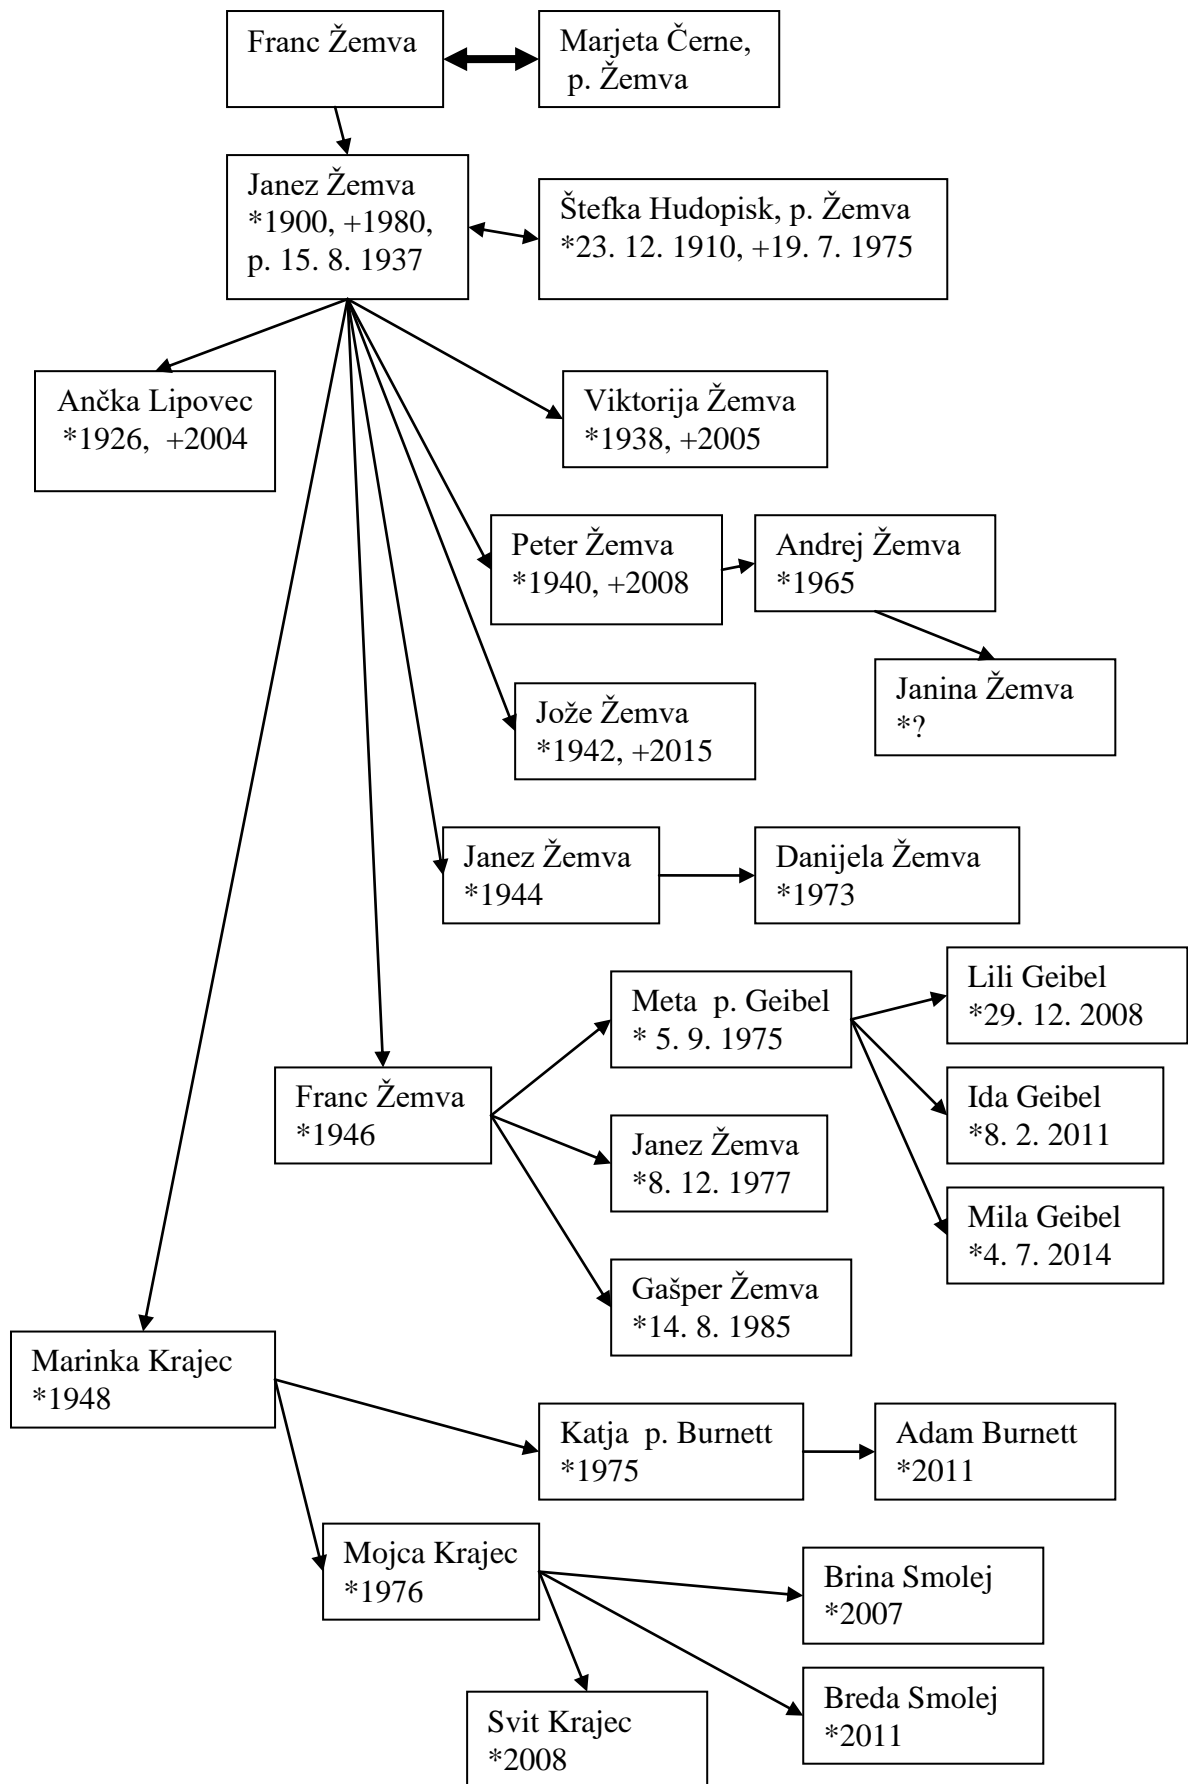 Franc Žemva
Marjeta Černe,
p. Žemva
Janez Žemva
*1900, +1980,
p. 15. 8. 1937
Štefka Hudopisk, p. Žemva
*23. 12. 1910, +19. 7. 1975
Ančka Lipovec
*1926, +2004
Viktorija Žemva
*1938, +2005
Peter Žemva
*1940, +2008
Andrej Žemva
*1965
Janina Žemva
*?
Jože Žemva
*1942, +2015
Janez Žemva
*1944
Danijela Žemva
*1973
Franc Žemva
*1946
Meta p. Geibel
* 5. 9. 1975
Lili Geibel
*29. 12. 2008
Ida Geibel
*8. 2. 2011
Mila Geibel
*4. 7. 2014
Janez Žemva
*8. 12. 1977
Gašper Žemva
*14. 8. 1985
Marinka Krajec
*1948
Katja p. Burnett
*1975
Adam Burnett
*2011
Mojca Krajec
*1976
Brina Smolej
*2007
Breda Smolej
*2011
Svit Krajec
*2008